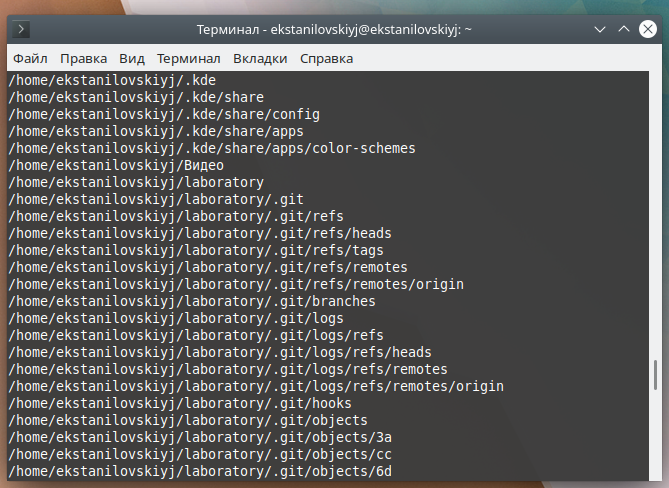 Терминал - ekstanilovskiyj@ekstanilovskiyj: ~
Файл Правка Вид Терминал Вкладки Справка
/home/ekstanilovskiyj/.kde
/home/ekstanilovskiyj/.kde/share
/home/ekstanilovskiyj/.kde/share/config
/home/ekstanilovskiyj/.kde/share/apps
/home/ekstanilovskiyj/.kde/share/apps/color-schemes
/home/ekstanilovskiyj/Видео
/home/ekstanilovskiyj/laboratory
/home/ekstanilovskiyj/laboratory/.git
/home/ekstanilovskiyj/laboratory/.git/refs
/home/ekstanilovskiyj/laboratory/.git/refs/heads
/home/ekstanilovskiyj/laboratory/.git/refs/tags
/home/ekstanilovskiyj/laboratory/.git/refs/remotes
/home/ekstanilovskiyj/laboratory/.git/refs/remotes/origin
/home/ekstanilovskiyj/laboratory/.git/branches
/home/ekstanilovskiyj/laboratory/.git/logs
/home/ekstanilovskiyj/laboratory/.git/logs/refs
/home/ekstanilovskiyj/laboratory/.git/logs/refs/heads
/home/ekstanilovskiyj/laboratory/.git/logs/refs/remotes
/home/ekstanilovskiyj/laboratory/.git/logs/refs/remotes/origin
/home/ekstanilovskiyj/laboratory/.git/hooks
/home/ekstanilovskiyj/laboratory/.git/objects
/home/ekstanilovskiyj/laboratory/.git/objects/3a
/home/ekstanilovskiyj/laboratory/.git/objects/cc
/home/ekstanilovskiyj/laboratory/.git/objects/6d